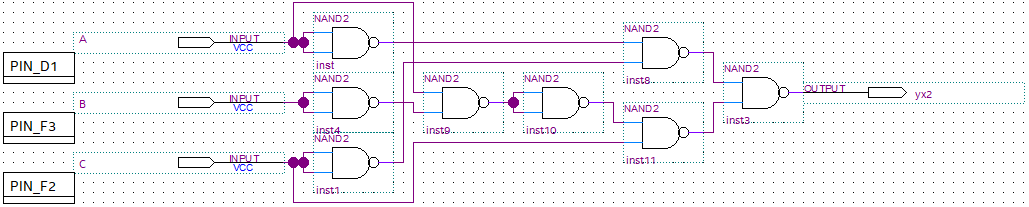 NAND2
NAND2
A
INPUT
VCC
PIN_D1
inst
inst8
NAND2
NAND2
NAND2
NAND2
OUTPUT
yx2
B
INPUT
VCC
NAND2
inst3
PIN_F3
inst4
inst9
inst10
NAND2
C
INPUT
VCC
inst11
PIN_F2
inst1